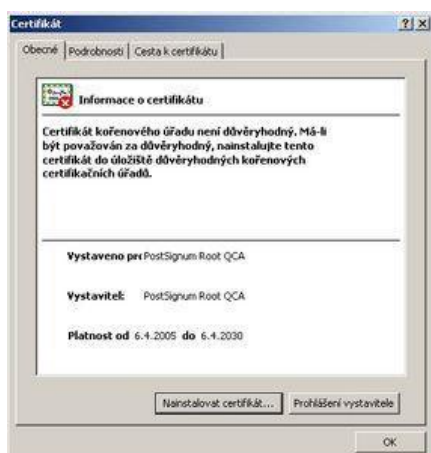 Certifikát
Obecné Podrobnosti Cesta k certifikátu
Informace o certifikátu
Certifikát kořenového úřadu není důvěryhodný. Má-li
být považován za důvěryhodný, nainstalujte tento
certifikát do úložiště důvěryhodných kořenových
certifikačních úřadů.
Vystaveno pro PostSignum Root QCA
Vystavitel: PostSignum Root QCA
Platnost od 6.4.2005 do 6.4.2030
Nainstalovat certifikát... Prohlášení vystavitele
OK